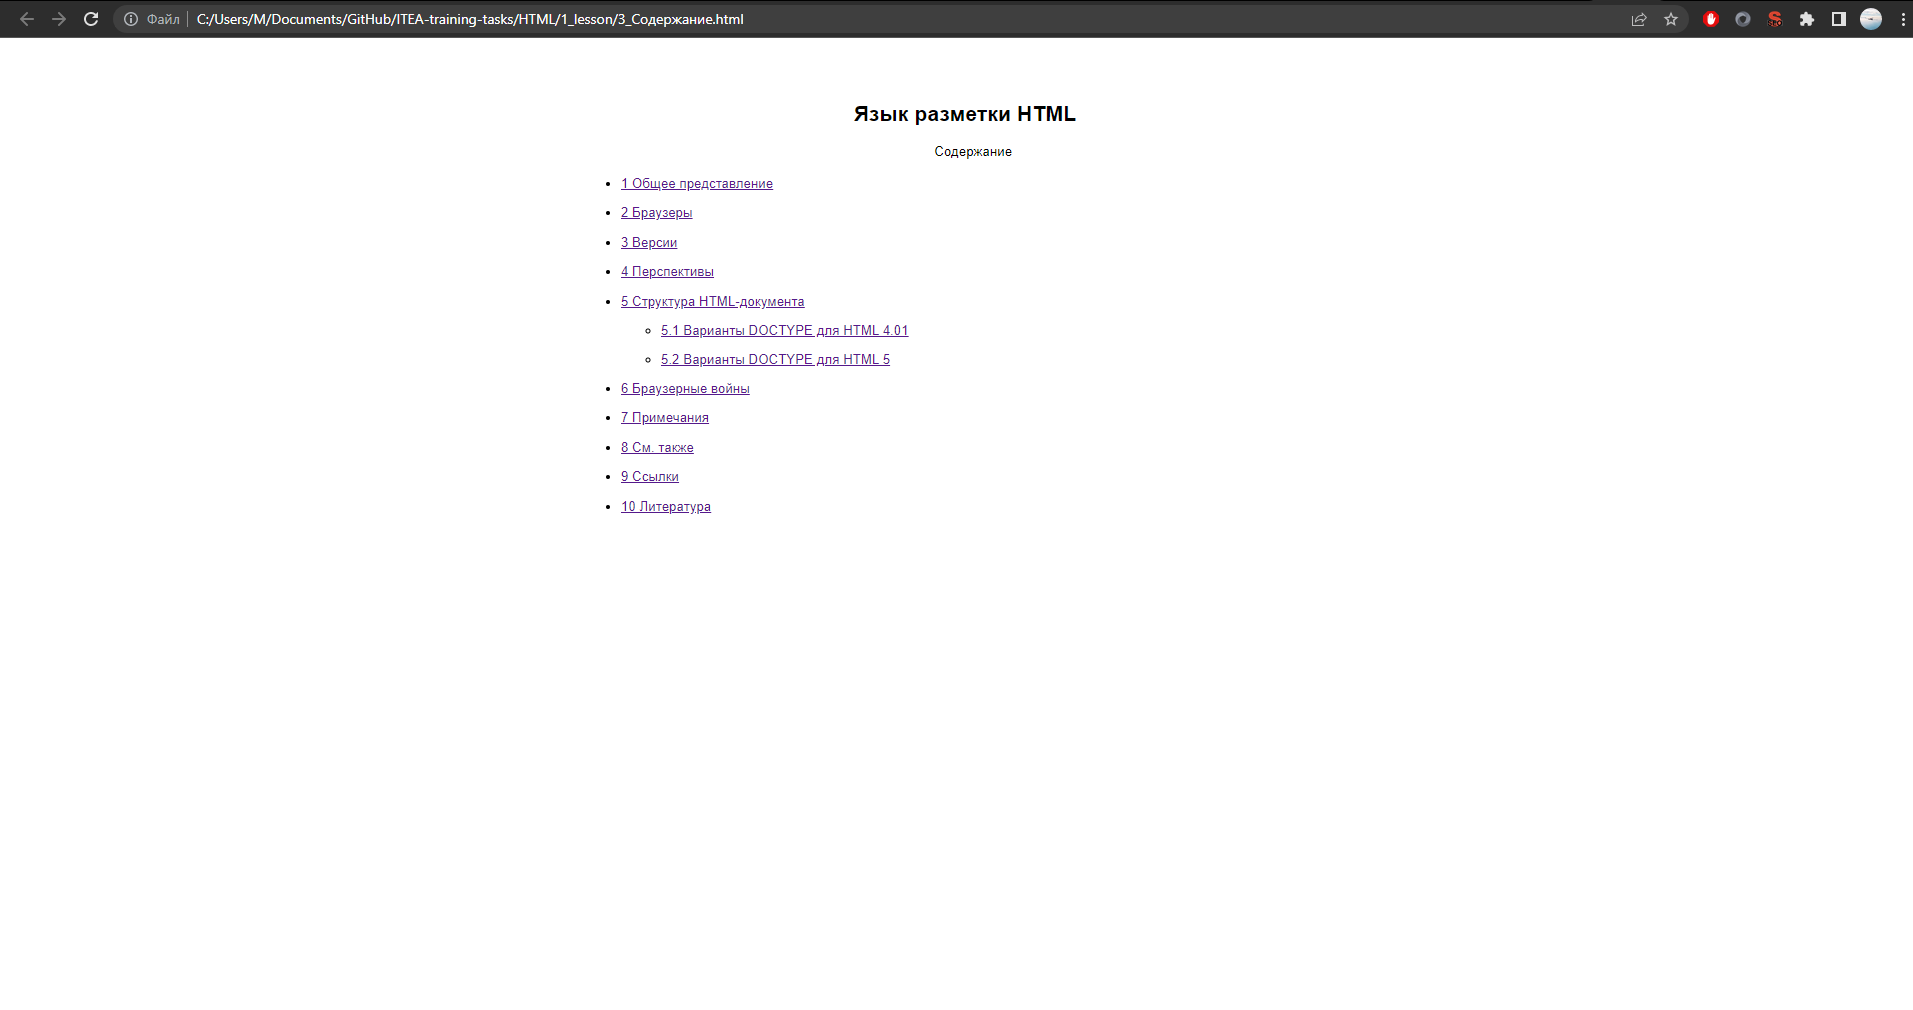 Файл C:/Users/M/Documents/GitHub/ITEA-training-tasks/HTML/1_lesson/3_Содержание.html
Язык разметки HTML
Содержание
1 Общее представление
2 Браузеры
3 Версии
4 Перспективы
5 Структура HTML-документа
5.1 Варианты DOCTYPE для HTML 4.01
5.2 Варианты DOCTYPE для HTML 5
6 Браузерные войны
7 Примечания
8 См. также
9 Ссылки
10 Литература